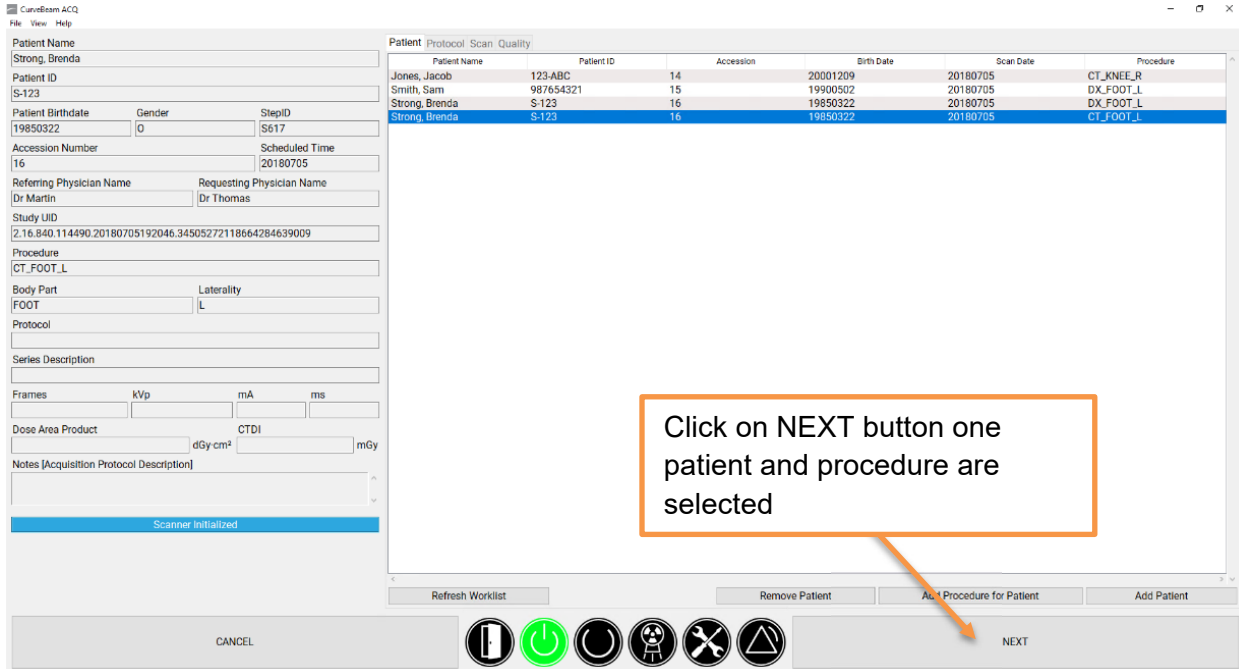 CurveBeam ACQ
File View Help
Patient Name
Strong, Brenda
Patient ID
S-123
Patient Birthdate Gender StepID
19850322 O S617
Accession Number Scheduled Time
16 20180705
Referring Physician Name Requesting Physician Name
Dr Martin Dr Thomas
Study UID
2.16.840.114490.20180705192046.34505272118664284639009
Procedure
CT_FOOT_L
Body Part Laterality
FOOT L
Protocol
Series Description
Frames kVp mA ms
Dose Area Product CTDI
dGy·cm² mGy
Notes [Acquisition Protocol Description]
Scanner Initialized
Patient Protocol Scan Quality
Patient Name Patient ID Accession Birth Date Scan Date Procedure
Jones, Jacob 123-ABC 14 20001209 20180705 CT_KNEE_R
Smith, Sam 987654321 15 19900502 20180705 DX_FOOT_L
Strong, Brenda S-123 16 19850322 20180705 DX_FOOT_L
Strong, Brenda S-123 16 19850322 20180705 CT_FOOT_L
Click on NEXT button one
patient and procedure are
selected
Refresh Worklist Remove Patient Add Procedure for Patient Add Patient
CANCEL NEXT